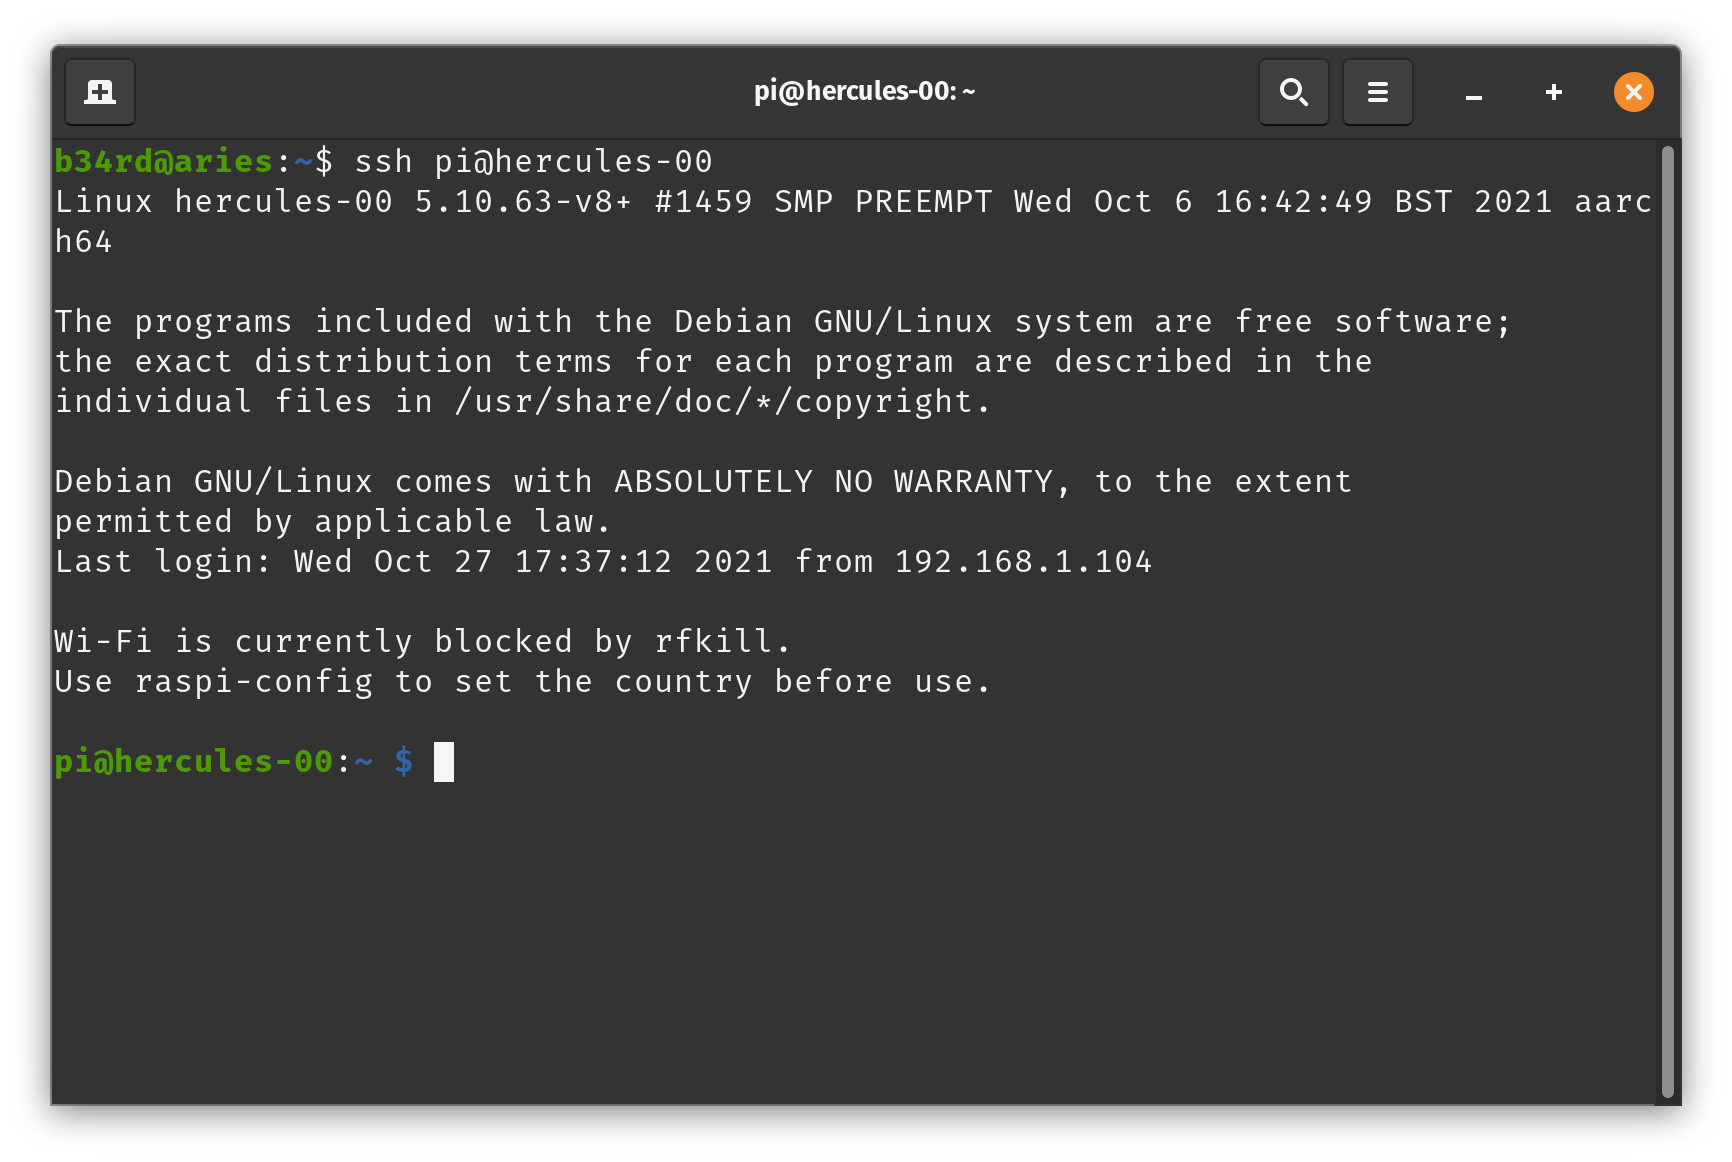 pi@hercules-00: ~
b34rd@aries:~$ ssh pi@hercules-00
Linux hercules-00 5.10.63-v8+ #1459 SMP PREEMPT Wed Oct 6 16:42:49 BST 2021 aarc
h64
The programs included with the Debian GNU/Linux system are free software;
the exact distribution terms for each program are described in the
individual files in /usr/share/doc/*/copyright.
Debian GNU/Linux comes with ABSOLUTELY NO WARRANTY, to the extent
permitted by applicable law.
Last login: Wed Oct 27 17:37:12 2021 from 192.168.1.104
Wi-Fi is currently blocked by rfkill.
Use raspi-config to set the country before use.
pi@hercules-00:~ $